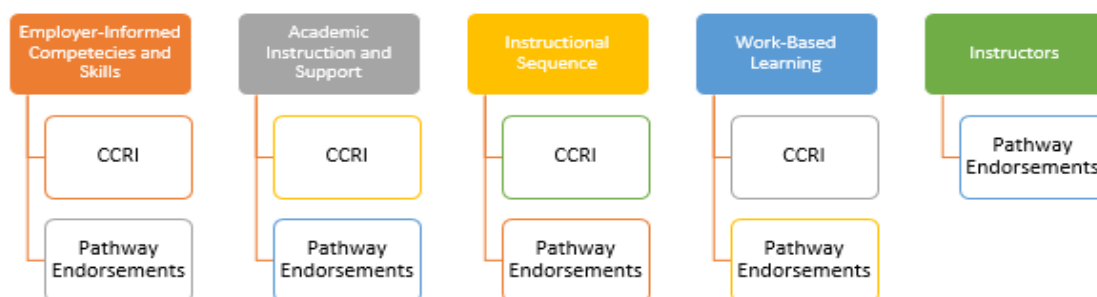 Employer-Informed
Competecies and
Skills
CCRI
Pathway
Endorsements
Academic
Instruction and
Support
CCRI
Pathway
Endorsements
Instructional
Sequence
CCRI
Pathway
Endorsements
Work-Based
Learning
CCRI
Pathway
Endorsements
Instructors
Pathway
Endorsements